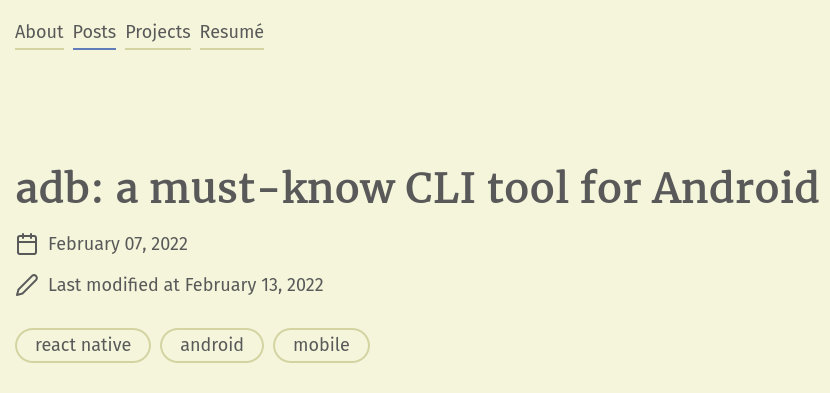 About Posts Projects Resumé
adb: a must-know CLI tool for Android
February 07, 2022
Last modified at February 13, 2022
react native android mobile